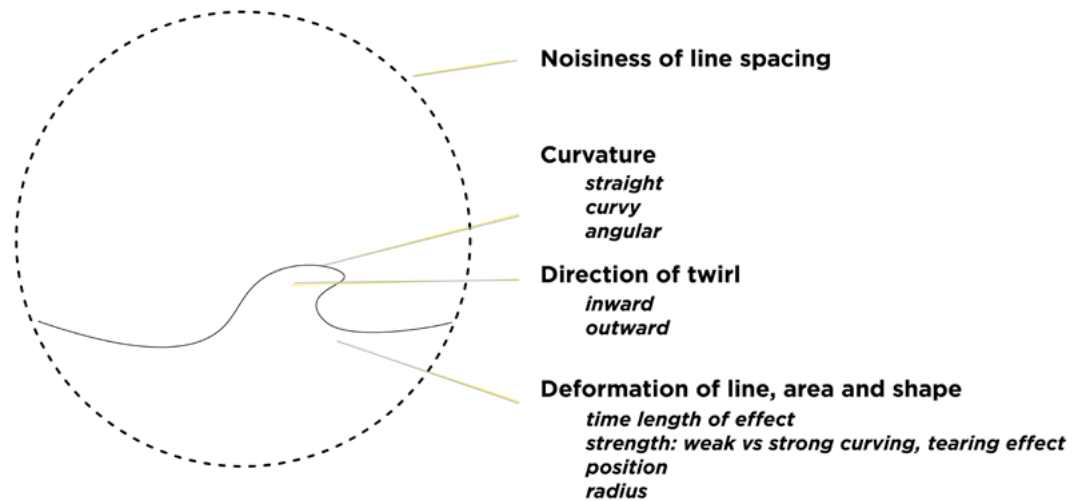 Noisiness of line spacing
Curvature
straight
curvy
angular
Direction of twirl
inward
outward
Deformation of line, area and shape
time length of effect
strength: weak vs strong curving, tearing effect
position
radius